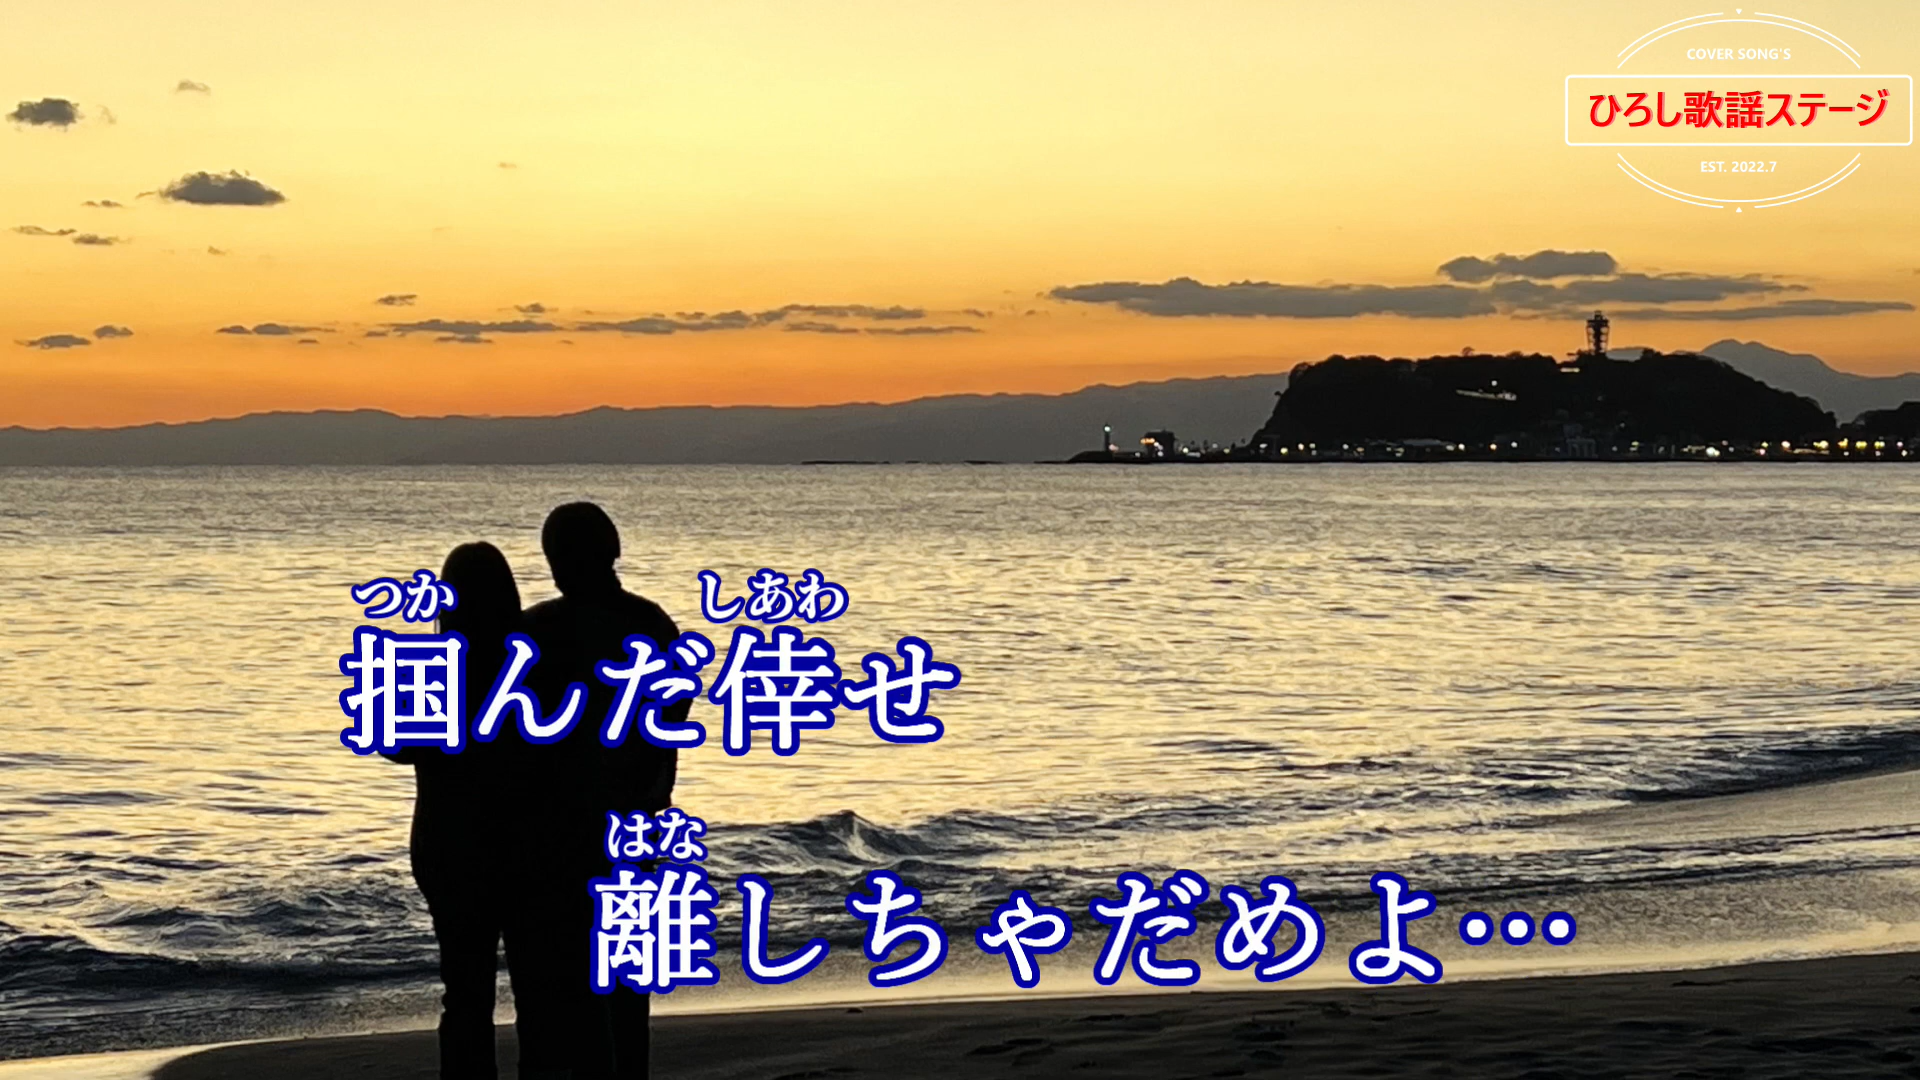 COVER SONG'S
ひろし歌謡ステージ
EST. 2022.7
つか しあわ
掴んだ倖せ
はな
離しちゃだめよ…